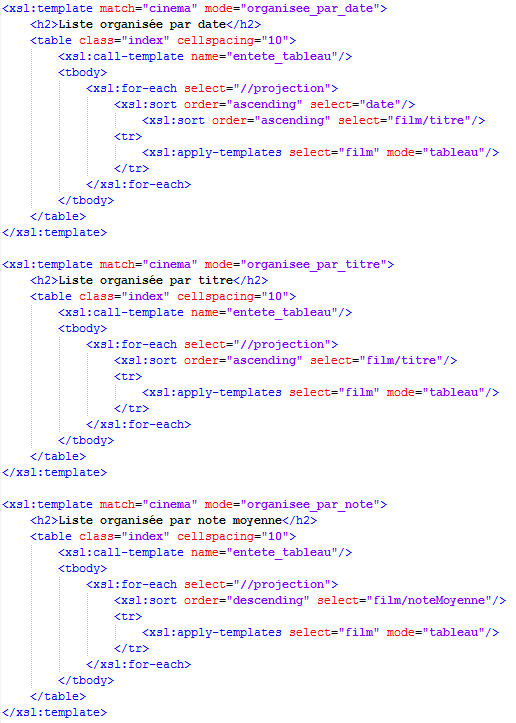 <xsl:template match="cinema" mode="organisee_par_date">
<h2>Liste organisée par date</h2>
<table class="index" cellspacing="10">
<xsl:call-template name="entete_tableau"/>
<tbody>
<xsl:for-each select="//projection">
<xsl:sort order="ascending" select="date"/>
<xsl:sort order="ascending" select="film/titre"/>
<tr>
<xsl:apply-templates select="film" mode="tableau"/>
</tr>
</xsl:for-each>
</tbody>
</table>
</xsl:template>
<xsl:template match="cinema" mode="organisee_par_titre">
<h2>Liste organisée par titre</h2>
<table class="index" cellspacing="10">
<xsl:call-template name="entete_tableau"/>
<tbody>
<xsl:for-each select="//projection">
<xsl:sort order="ascending" select="film/titre"/>
<tr>
<xsl:apply-templates select="film" mode="tableau"/>
</tr>
</xsl:for-each>
</tbody>
</table>
</xsl:template>
<xsl:template match="cinema" mode="organisee_par_note">
<h2>Liste organisée par note moyenne</h2>
<table class="index" cellspacing="10">
<xsl:call-template name="entete_tableau"/>
<tbody>
<xsl:for-each select="//projection">
<xsl:sort order="descending" select="film/noteMoyenne"/>
<tr>
<xsl:apply-templates select="film" mode="tableau"/>
</tr>
</xsl:for-each>
</tbody>
</table>
</xsl:template>